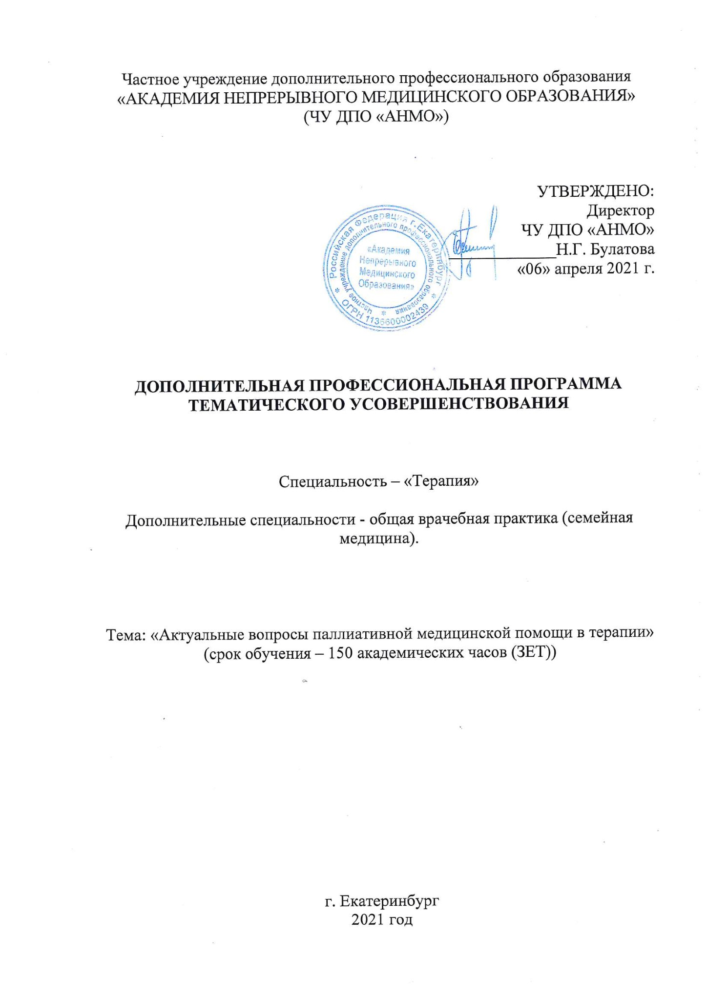 Частное учреждение дополнительного профессионального образования
«АКАДЕМИЯ НЕПРЕРЫВНОГО МЕДИЦИНСКОГО ОБРАЗОВАНИЯ»
(ЧУ ДПО «АНМО»)
УТВЕРЖДЕНО:
Директор
ЧУ ДПО «АНМО»
Н.Г. Булатова
«06» апреля 2021 г.
Российская Федерация г.Екатеринбург
* ОГРН 1136600002439 *
Частное учреждение дополнительного профессионального образования *
«Академия
Непрерывного
Медицинского
Образования»
ДОПОЛНИТЕЛЬНАЯ ПРОФЕССИОНАЛЬНАЯ ПРОГРАММА
ТЕМАТИЧЕСКОГО УСОВЕРШЕНСТВОВАНИЯ
Специальность – «Терапия»
Дополнительные специальности - общая врачебная практика (семейная
медицина).
Тема: «Актуальные вопросы паллиативной медицинской помощи в терапии»
(срок обучения – 150 академических часов (ЗЕТ))
г. Екатеринбург
2021 год